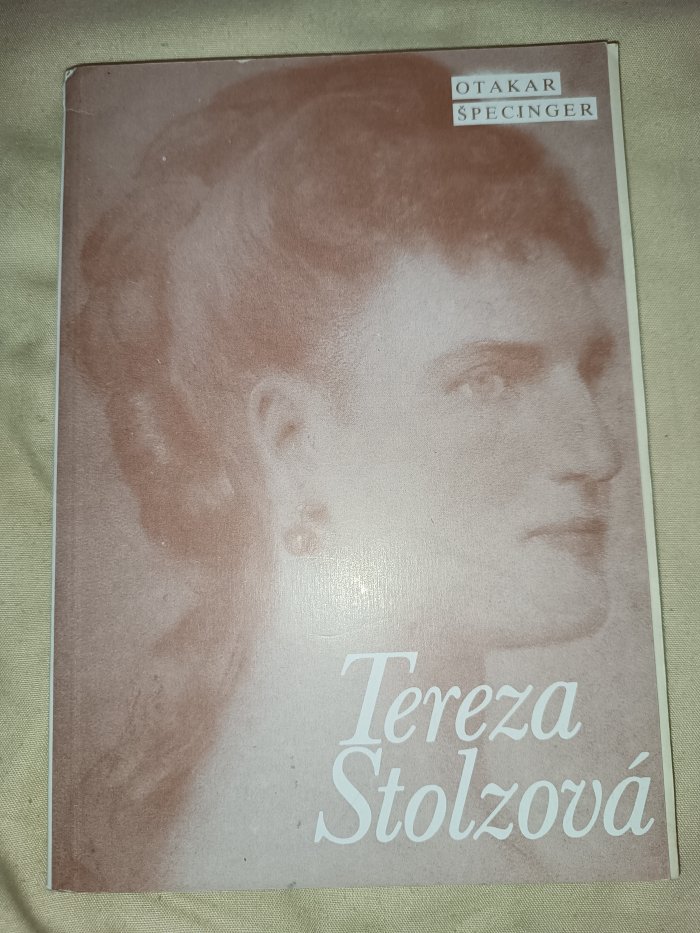 OTAKAR
ŠPECINGER
Tereza
Stolzová